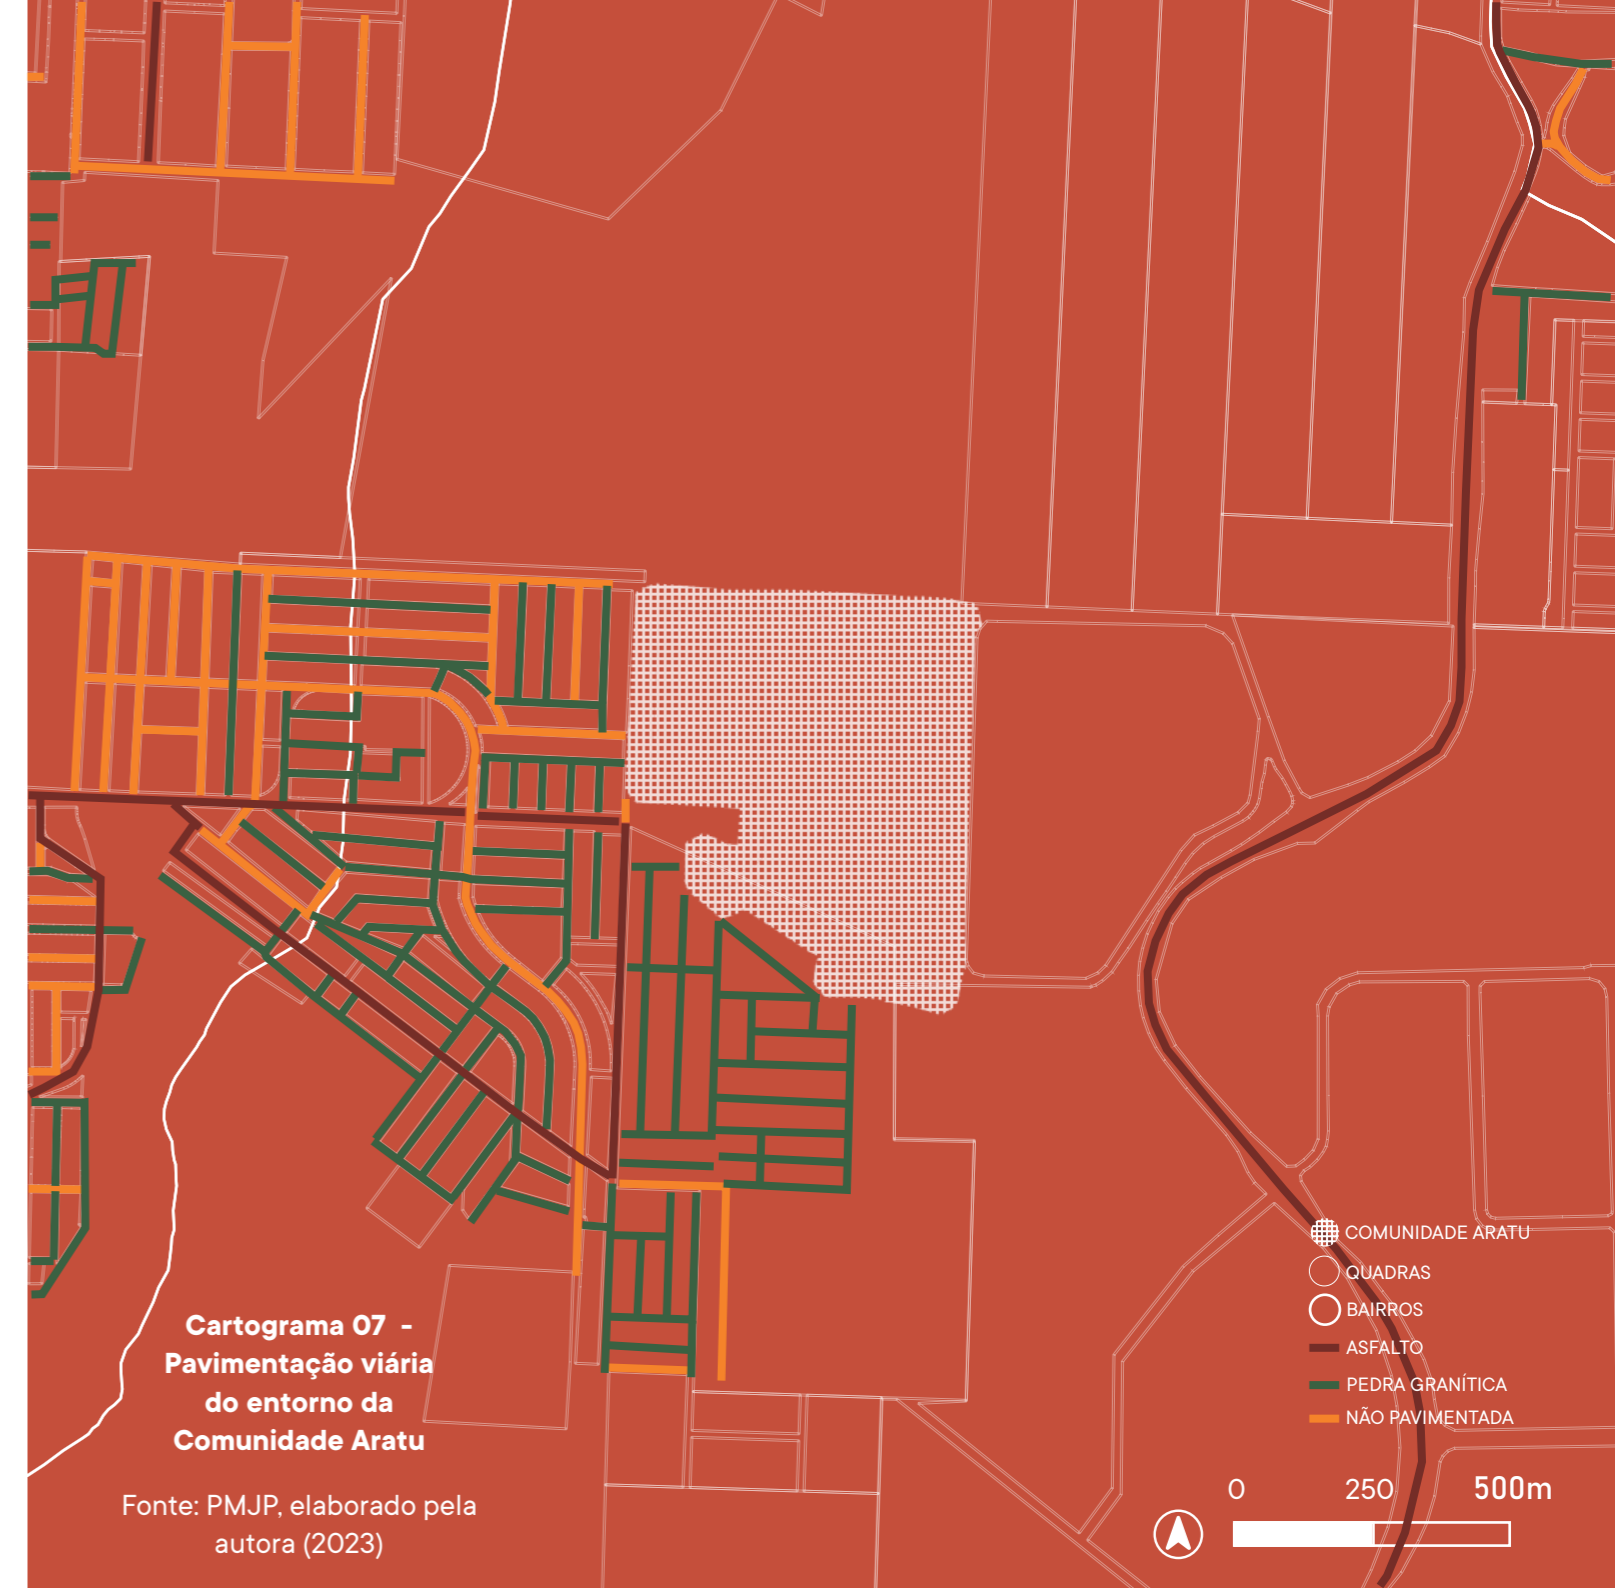 COMUNIDADE ARATU
QUADRAS
BAIRROS
ASFALTO
PEDRA GRANÍTICA
NÃO PAVIMENTADA
Cartograma 07 -
Pavimentação viária
do entorno da
Comunidade Aratu
Fonte: PMJP, elaborado pela
autora (2023)
0 250 500m